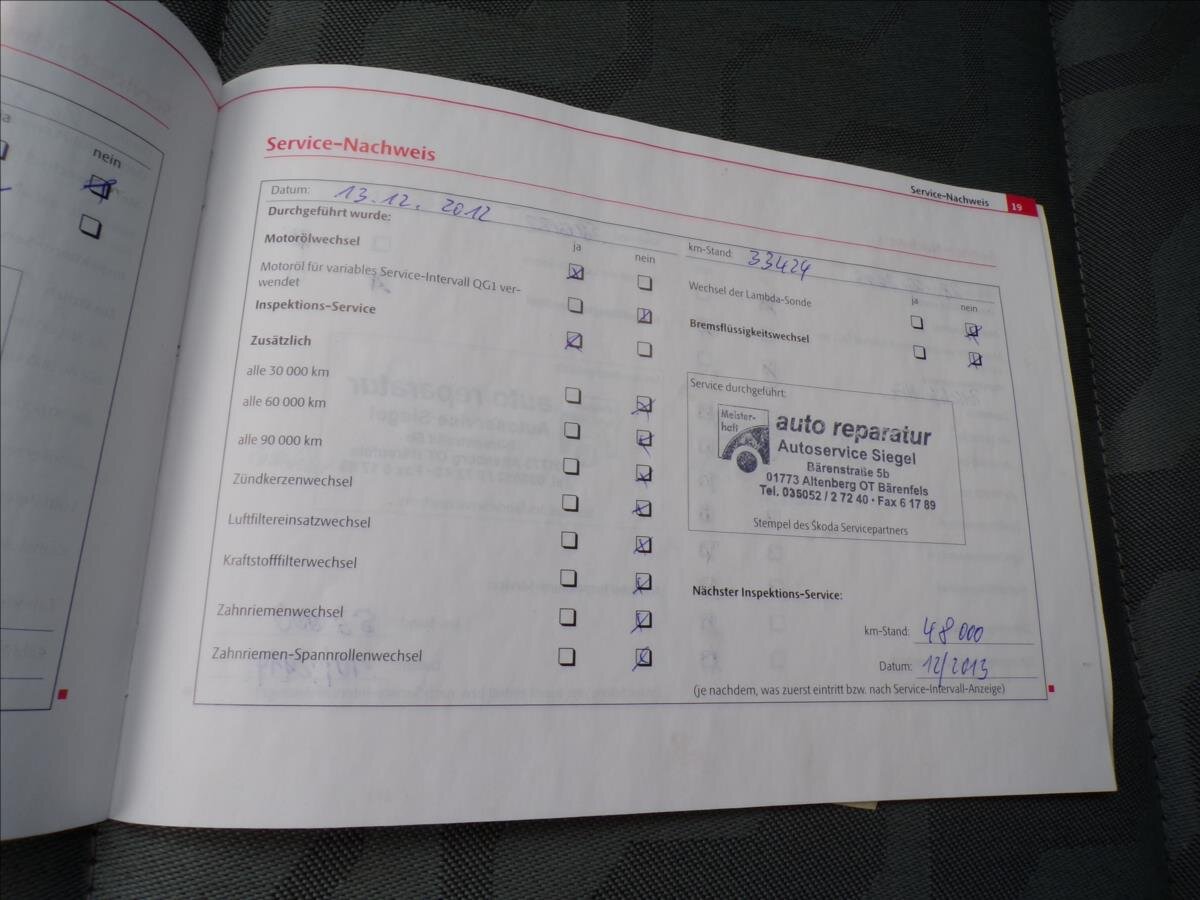 nein
Service-Nachweis
Service-Nachweis 19
Datum: 13.12.2012
km-Stand: 33424
Durchgeführt wurde:
ja nein
Motorölwechsel
Motoröl für variables Service-Intervall QG1 ver-
wendet
Inspektions-Service
Zusätzlich
alle 30 000 km
alle 60 000 km
alle 90 000 km
Zündkerzenwechsel
Luftfiltereinsatzwechsel
Kraftstofffilterwechsel
Zahnriemenwechsel
Zahnriemen-Spannrollenwechsel
ja nein
Wechsel der Lambda-Sonde
Bremsflüssigkeitswechsel
Service durchgeführt:
Meister-
haft
auto reparatur
Autoservice Siegel
Bärenstraße 5b
01773 Altenberg OT Bärenfels
Tel. 035052 / 2 72 40 · Fax 6 17 89
Stempel des Škoda Servicepartners
Nächster Inspektions-Service:
km-Stand: 48 000
Datum: 12/2013
(je nachdem, was zuerst eintritt bzw. nach Service-Intervall-Anzeige)